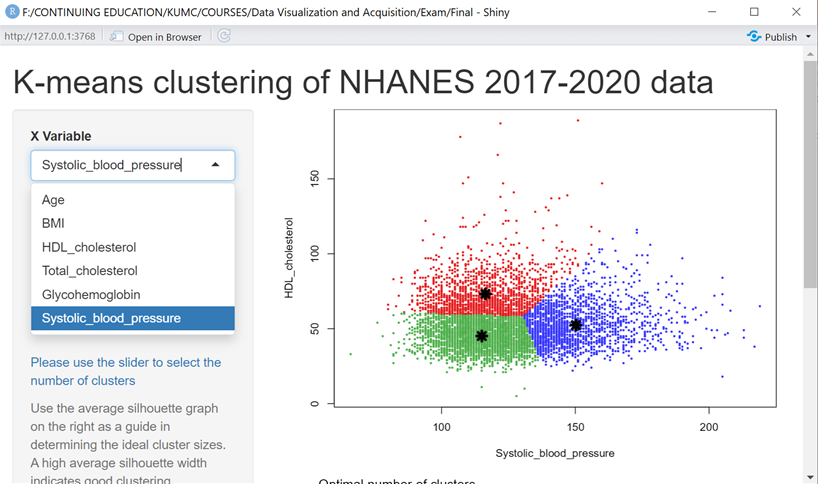 F:/CONTINUING EDUCATION/KUMC/COURSES/Data Visualization and Acquisition/Exam/Final - Shiny
http://127.0.0.1:3768 Open in Browser Publish
K-means clustering of NHANES 2017-2020 data
X Variable
Systolic_blood_pressure
Age
BMI
HDL_cholesterol
Total_cholesterol
Glycohemoglobin
Systolic_blood_pressure
Please use the slider to select the
number of clusters
Use the average silhouette graph
on the right as a guide in
determining the ideal cluster sizes.
A high average silhouette width
indicates good clustering
HDL_cholesterol
150
100
50
0
100 150 200
Systolic_blood_pressure
Optimal number of clusters